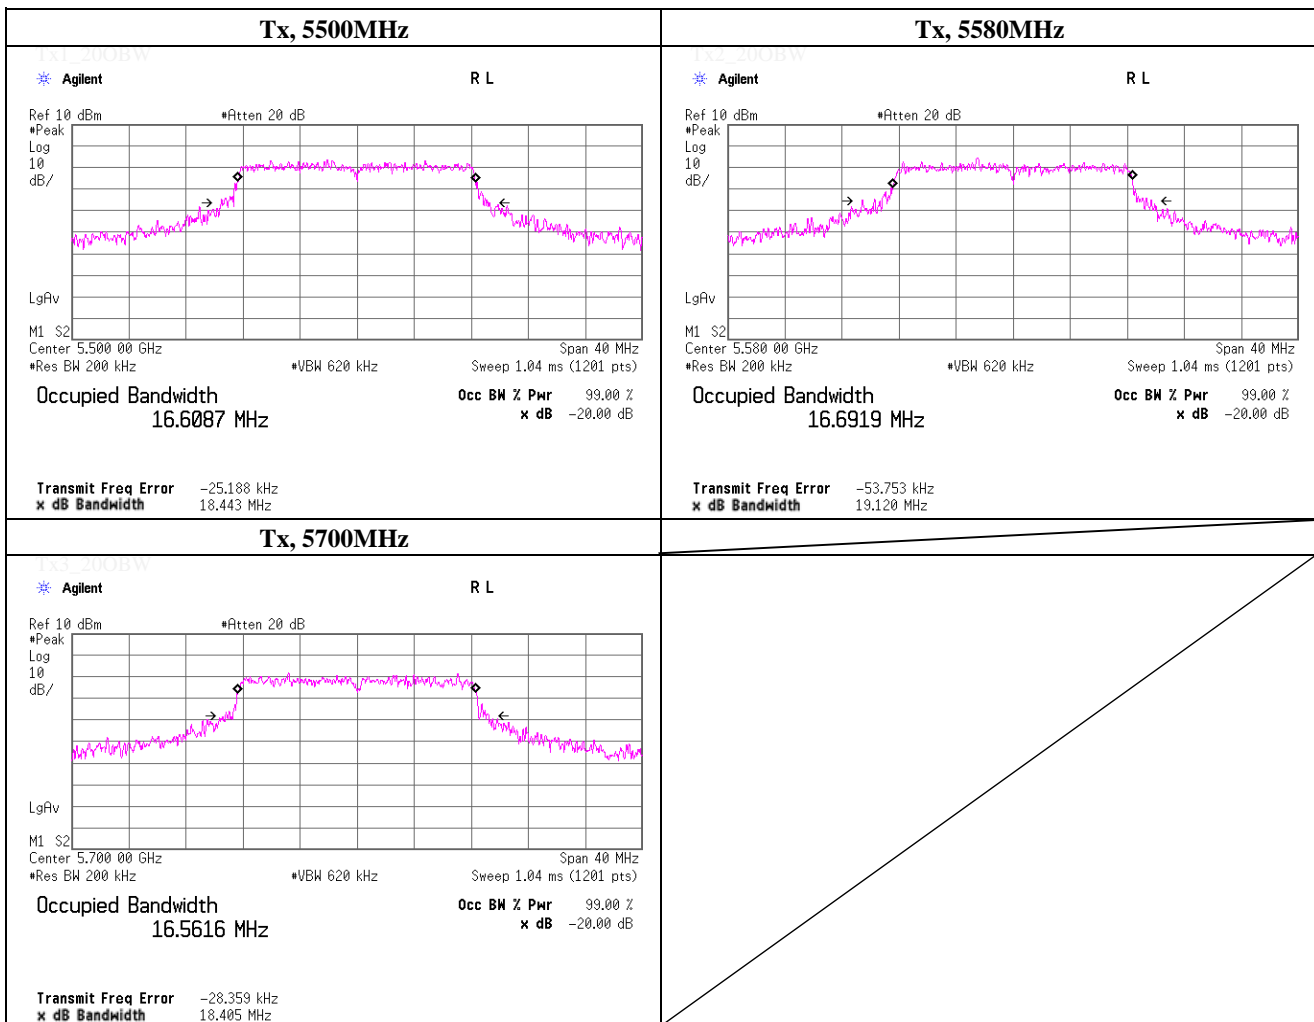 Tx, 5500MHz
Tx1_20OBW
Agilent
R L
Ref 10 dBm #Atten 20 dB
#Peak
Log
10
dB/
LgAv
M1 S2
Center 5.500 00 GHz Span 40 MHz
#Res BW 200 kHz #VBW 620 kHz Sweep 1.04 ms (1201 pts)
Occupied Bandwidth Occ BW % Pwr 99.00 %
16.6087 MHz x dB -20.00 dB
Transmit Freq Error -25.188 kHz
x dB Bandwidth 18.443 MHz
Tx, 5580MHz
Tx2_20OBW
Agilent
R L
Ref 10 dBm #Atten 20 dB
#Peak
Log
10
dB/
LgAv
M1 S2
Center 5.580 00 GHz Span 40 MHz
#Res BW 200 kHz #VBW 620 kHz Sweep 1.04 ms (1201 pts)
Occupied Bandwidth Occ BW % Pwr 99.00 %
16.6919 MHz x dB -20.00 dB
Transmit Freq Error -53.753 kHz
x dB Bandwidth 19.120 MHz
Tx, 5700MHz
Tx3_20OBW
Agilent
R L
Ref 10 dBm #Atten 20 dB
#Peak
Log
10
dB/
LgAv
M1 S2
Center 5.700 00 GHz Span 40 MHz
#Res BW 200 kHz #VBW 620 kHz Sweep 1.04 ms (1201 pts)
Occupied Bandwidth Occ BW % Pwr 99.00 %
16.5616 MHz x dB -20.00 dB
Transmit Freq Error -28.359 kHz
x dB Bandwidth 18.405 MHz